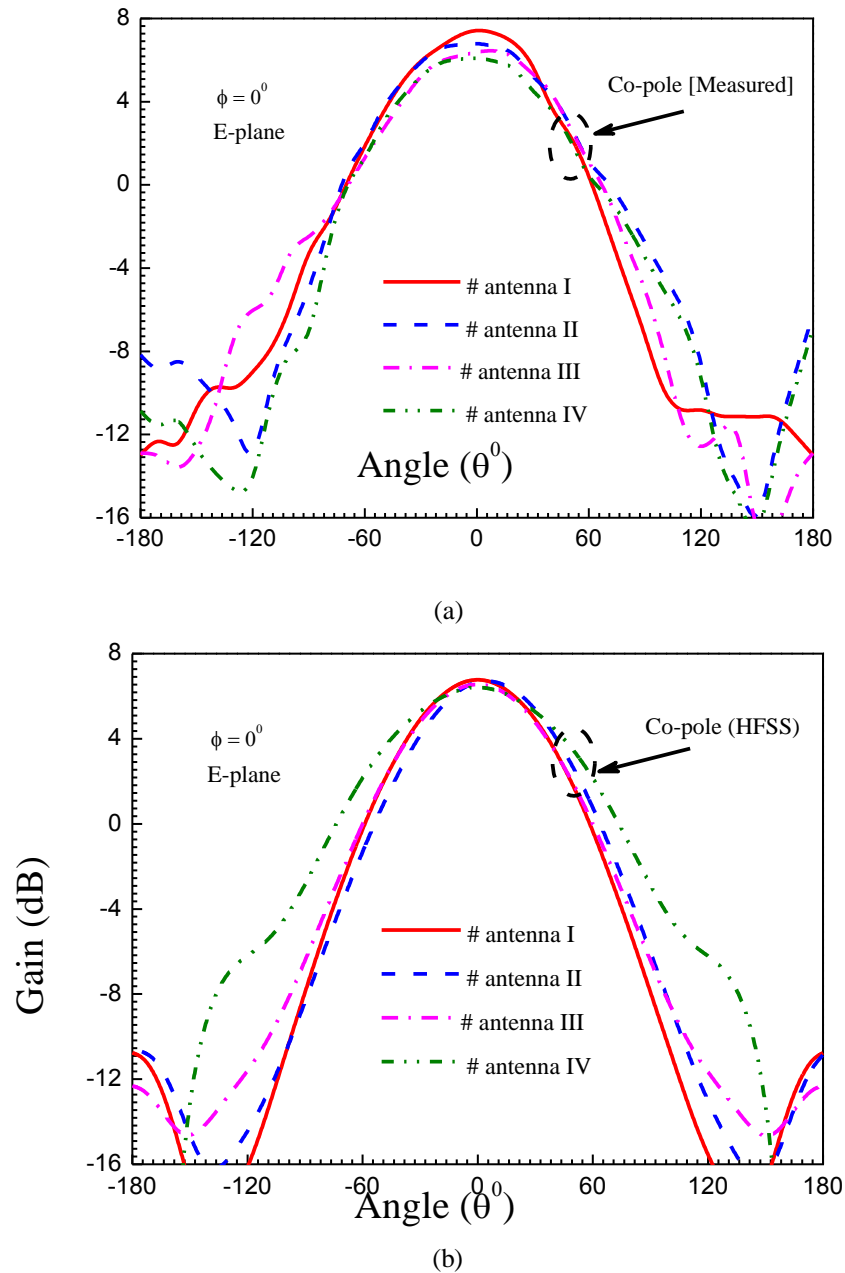 8
4
0
-4
-8
-12
-16
ϕ = 0⁰
E-plane
Co-pole [Measured]
# antenna I
# antenna II
# antenna III
# antenna IV
Angle (θ⁰)
-180 -120 -60 0 60 120 180
(a)
8
4
0
-4
-8
-12
-16
Gain (dB)
ϕ = 0⁰
E-plane
Co-pole (HFSS)
# antenna I
# antenna II
# antenna III
# antenna IV
-180 -120 -60 0 60 120 180
Angle (θ⁰)
(b)